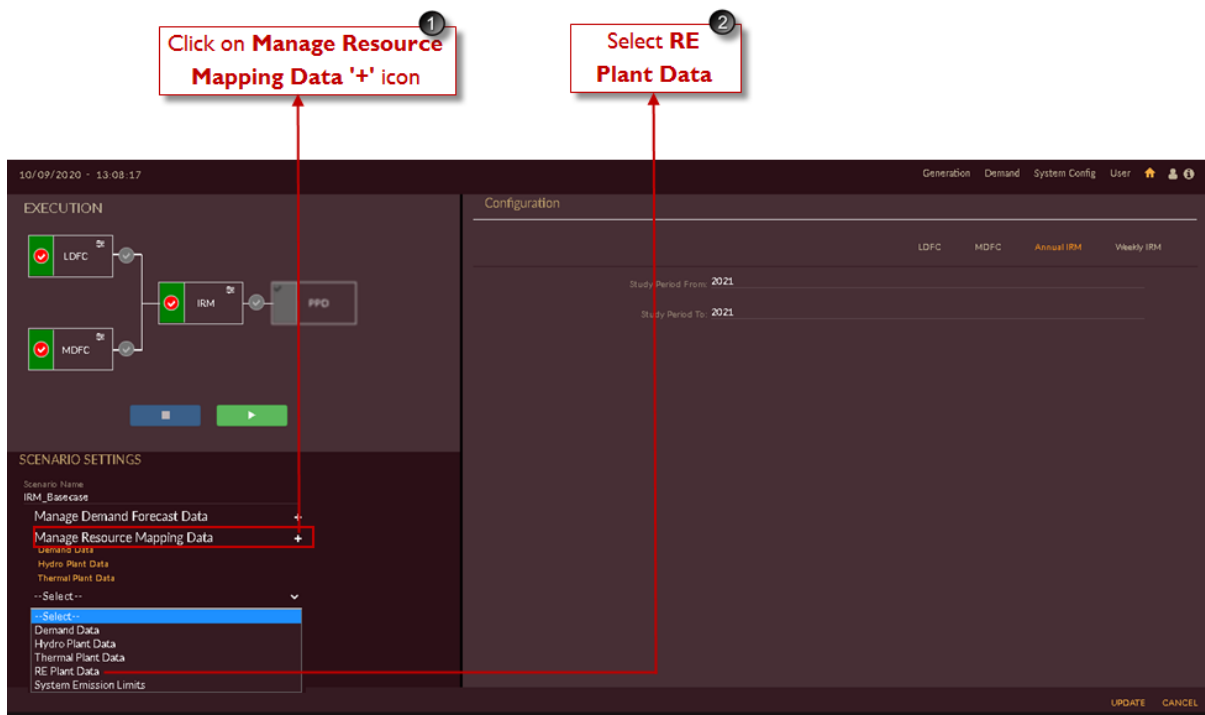 1
Click on Manage Resource
Mapping Data '+' icon
2
Select RE
Plant Data
10/09/2020 - 13:08:17
Generation Demand System Config User
EXECUTION
LDFC
IRM
PPD
MDFC
Configuration
LDFC MDFC Annual IRM Weekly IRM
Study Period From: 2021
Study Period To: 2021
SCENARIO SETTINGS
Scenario Name
IRM_Basecase
Manage Demand Forecast Data +
Manage Resource Mapping Data +
Demand Data
Hydro Plant Data
Thermal Plant Data
--Select--
--Select--
Demand Data
Hydro Plant Data
Thermal Plant Data
RE Plant Data
System Emission Limits
UPDATE CANCEL